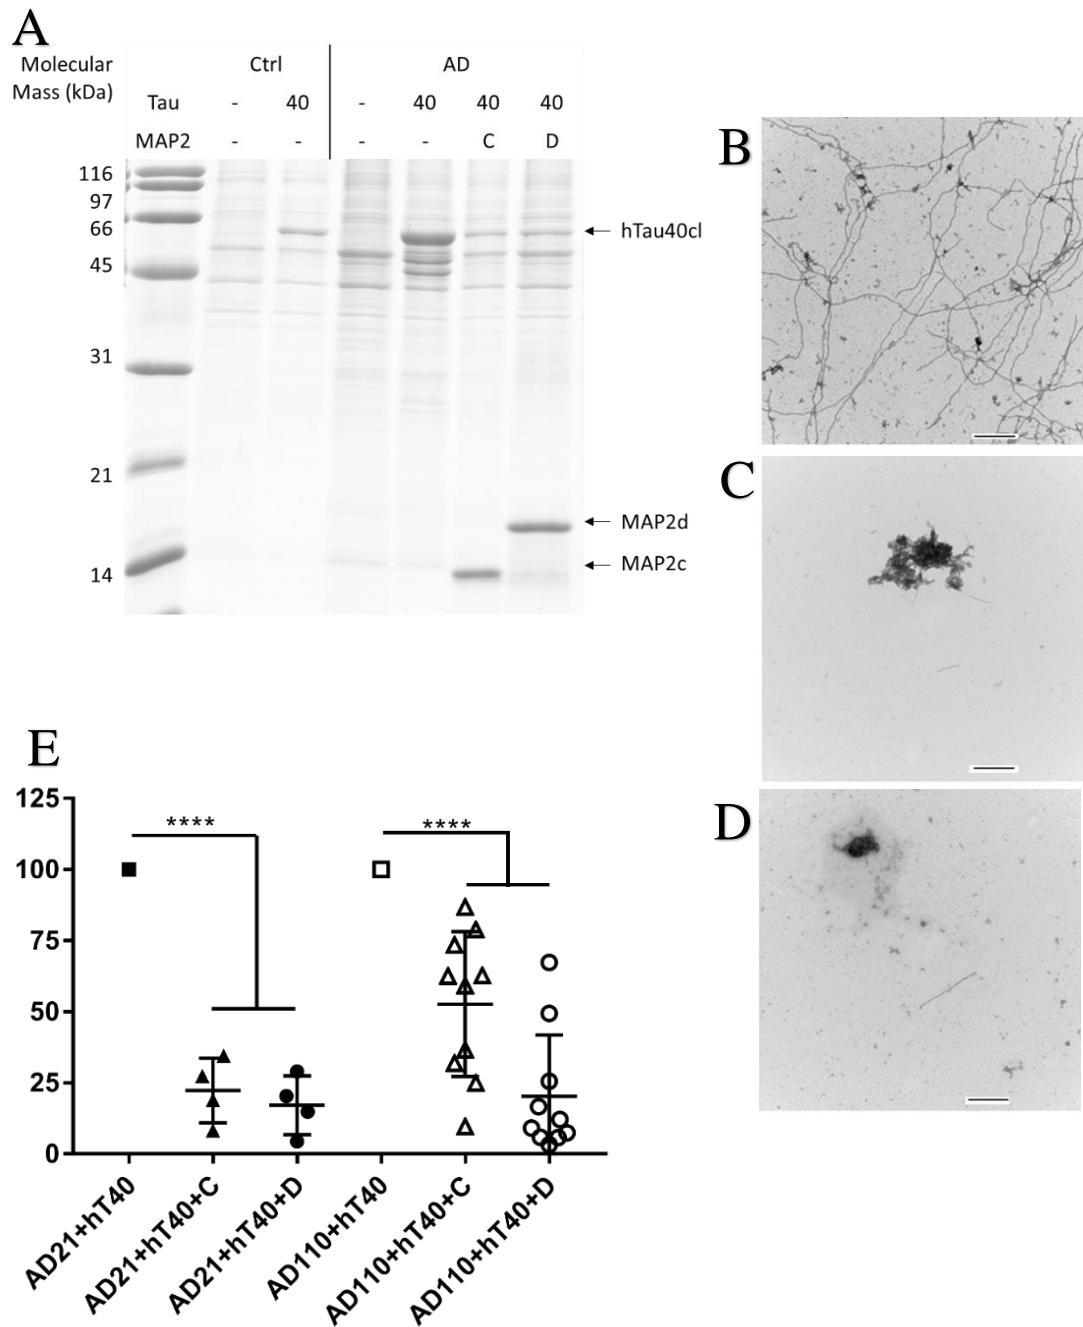 A
Molecular
Mass (kDa)
Ctrl
AD
Tau
-
40
-
40
40
40
MAP2
-
-
-
-
C
D
116
97
66
45
31
21
14
hTau40cl
MAP2d
MAP2c
B
C
D
E
125
100
75
50
25
0
****
****
AD21+hT40
AD21+hT40+C
AD21+hT40+D
AD110+hT40
AD110+hT40+C
AD110+hT40+D